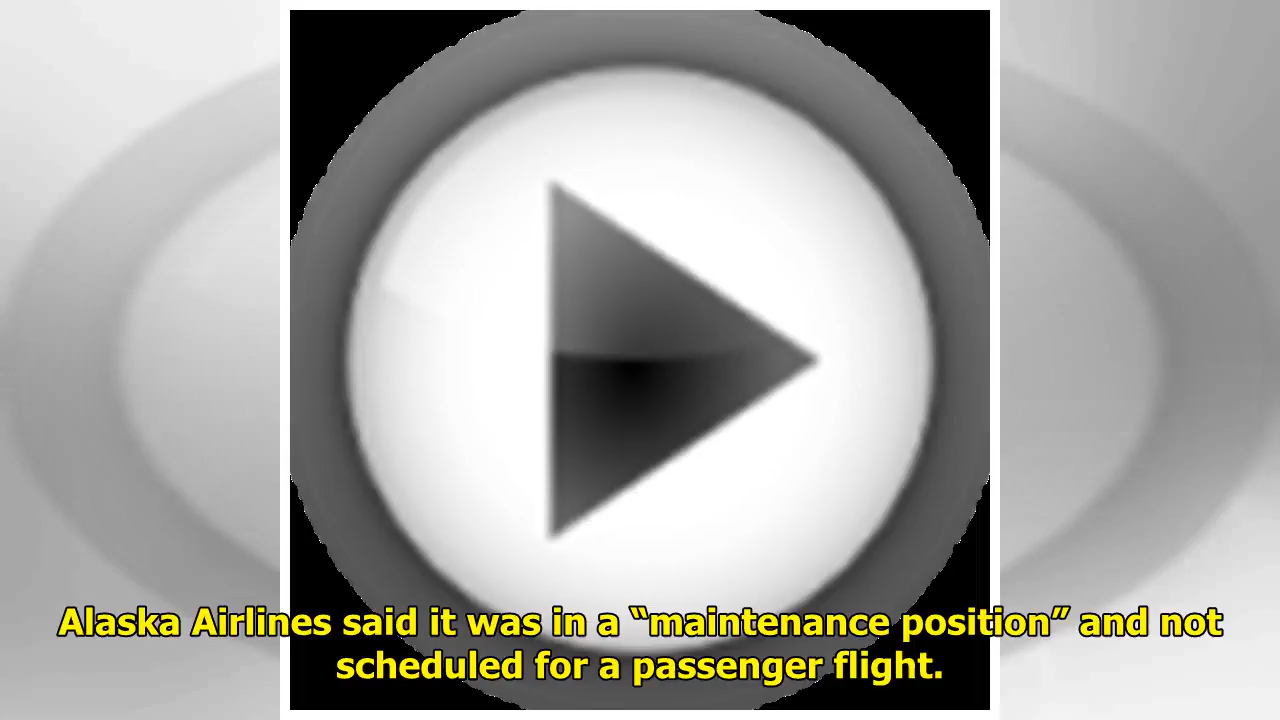 Alaska Airlines said it was in a “maintenance position” and not
scheduled for a passenger flight.